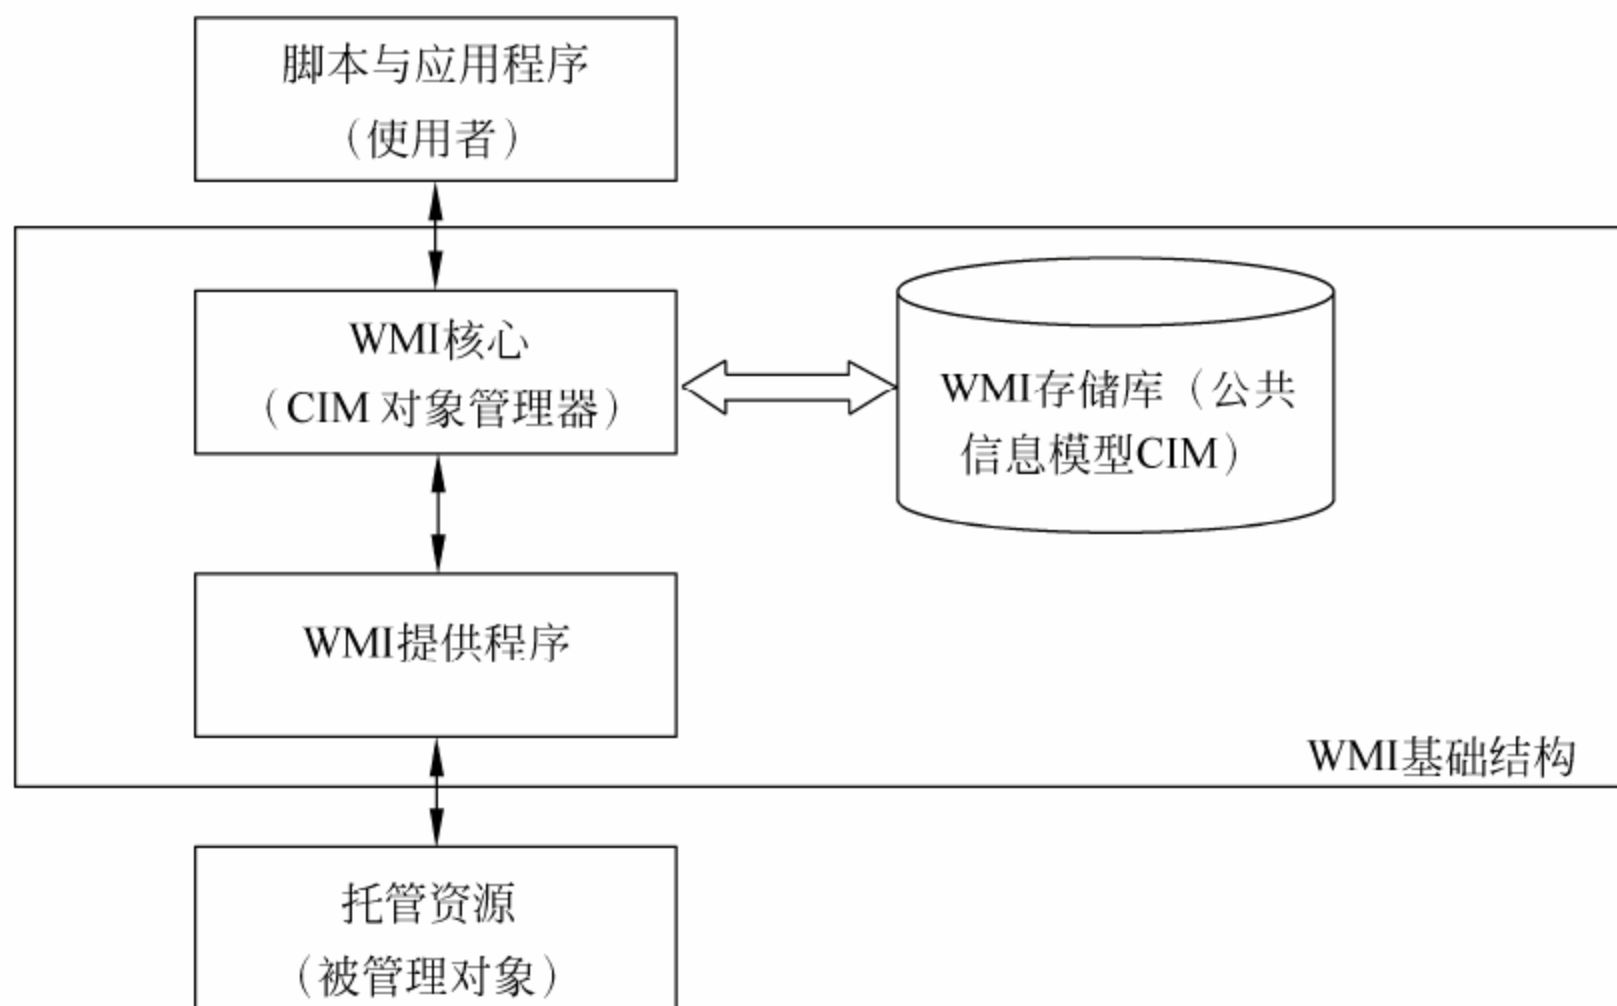 脚本与应用程序
（使用者）
WMI核心
（CIM 对象管理器）
WMI存储库（公共
信息模型CIM）
WMI提供程序
WMI基础结构
托管资源
（被管理对象）